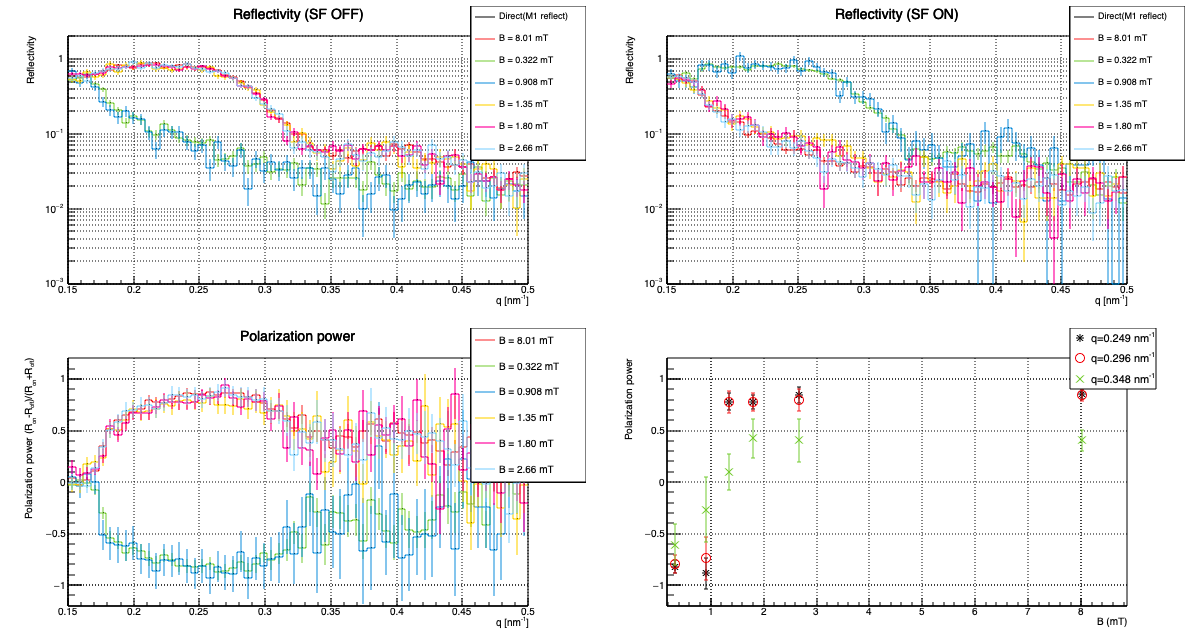 Reflectivity (SF OFF)
Reflectivity
1
10⁻¹
10⁻²
10⁻³
0.15 0.2 0.25 0.3 0.35 0.4 0.45 0.5
q [nm⁻¹]
Direct(M1 reflect)
B = 8.01 mT
B = 0.322 mT
B = 0.908 mT
B = 1.35 mT
B = 1.80 mT
B = 2.66 mT
Reflectivity (SF ON)
Reflectivity
1
10⁻¹
10⁻²
10⁻³
0.15 0.2 0.25 0.3 0.35 0.4 0.45 0.5
q [nm⁻¹]
Direct(M1 reflect)
B = 8.01 mT
B = 0.322 mT
B = 0.908 mT
B = 1.35 mT
B = 1.80 mT
B = 2.66 mT
Polarization power
Polarization power (R_on-R_off)/(R_on+R_off)
1
0.5
0
−0.5
−1
0.15 0.2 0.25 0.3 0.35 0.4 0.45 0.5
q [nm⁻¹]
B = 8.01 mT
B = 0.322 mT
B = 0.908 mT
B = 1.35 mT
B = 1.80 mT
B = 2.66 mT
Polarization power
1
0.5
0
−0.5
−1
1 2 3 4 5 6 7 8
B (mT)
q=0.249 nm⁻¹
q=0.296 nm⁻¹
q=0.348 nm⁻¹